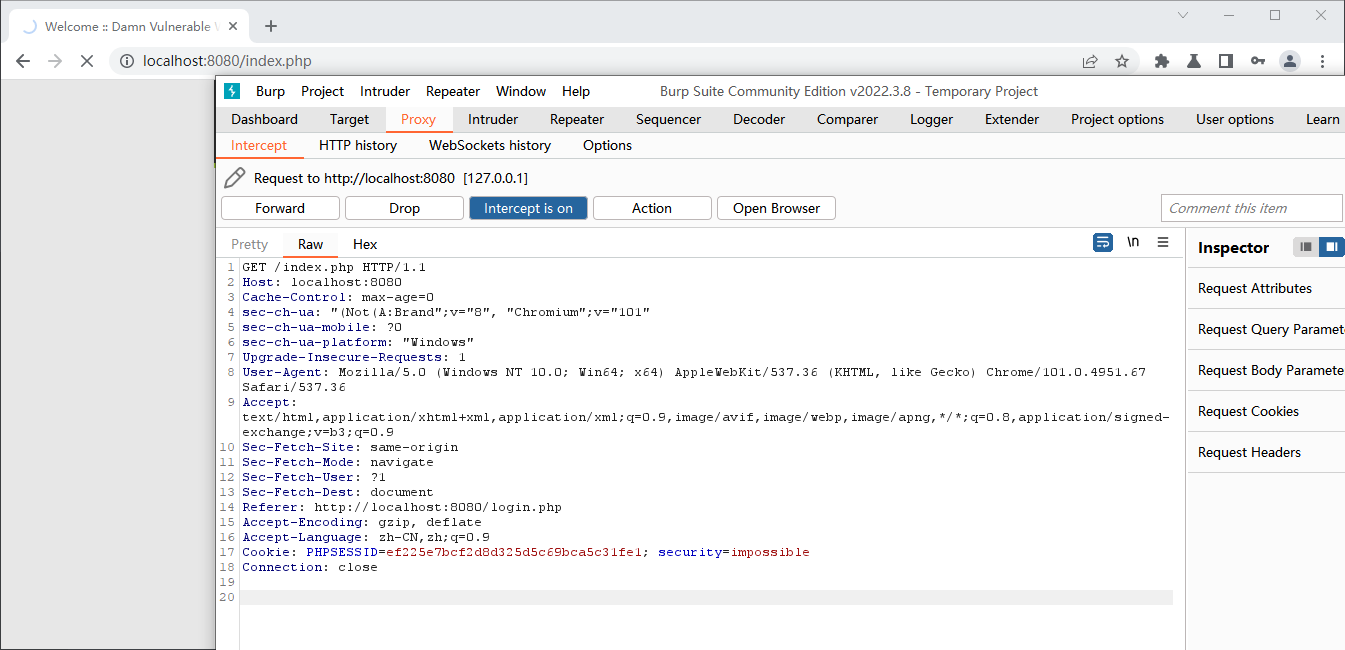 Welcome :: Damn Vulnerable
localhost:8080/index.php
Burp Project Intruder Repeater Window Help Burp Suite Community Edition v2022.3.8 - Temporary Project
Dashboard Target Proxy Intruder Repeater Sequencer Decoder Comparer Logger Extender Project options User options Learn
Intercept HTTP history WebSockets history Options
Request to http://localhost:8080 [127.0.0.1]
Forward Drop Intercept is on Action Open Browser Comment this item
Pretty Raw Hex \n Inspector
1 GET /index.php HTTP/1.1
2 Host: localhost:8080
3 Cache-Control: max-age=0
4 sec-ch-ua: "(Not(A:Brand";v="8", "Chromium";v="101"
5 sec-ch-ua-mobile: ?0
6 sec-ch-ua-platform: "Windows"
7 Upgrade-Insecure-Requests: 1
8 User-Agent: Mozilla/5.0 (Windows NT 10.0; Win64; x64) AppleWebKit/537.36 (KHTML, like Gecko) Chrome/101.0.4951.67
Safari/537.36
9 Accept:
text/html,application/xhtml+xml,application/xml;q=0.9,image/avif,image/webp,image/apng,*/*;q=0.8,application/signed-
exchange;v=b3;q=0.9
10 Sec-Fetch-Site: same-origin
11 Sec-Fetch-Mode: navigate
12 Sec-Fetch-User: ?1
13 Sec-Fetch-Dest: document
14 Referer: http://localhost:8080/login.php
15 Accept-Encoding: gzip, deflate
16 Accept-Language: zh-CN,zh;q=0.9
17 Cookie: PHPSESSID=ef225e7bcf2d8d325d5c69bca5c31fe1; security=impossible
18 Connection: close
19
20
Request Attributes
Request Query Paramet
Request Body Paramete
Request Cookies
Request Headers